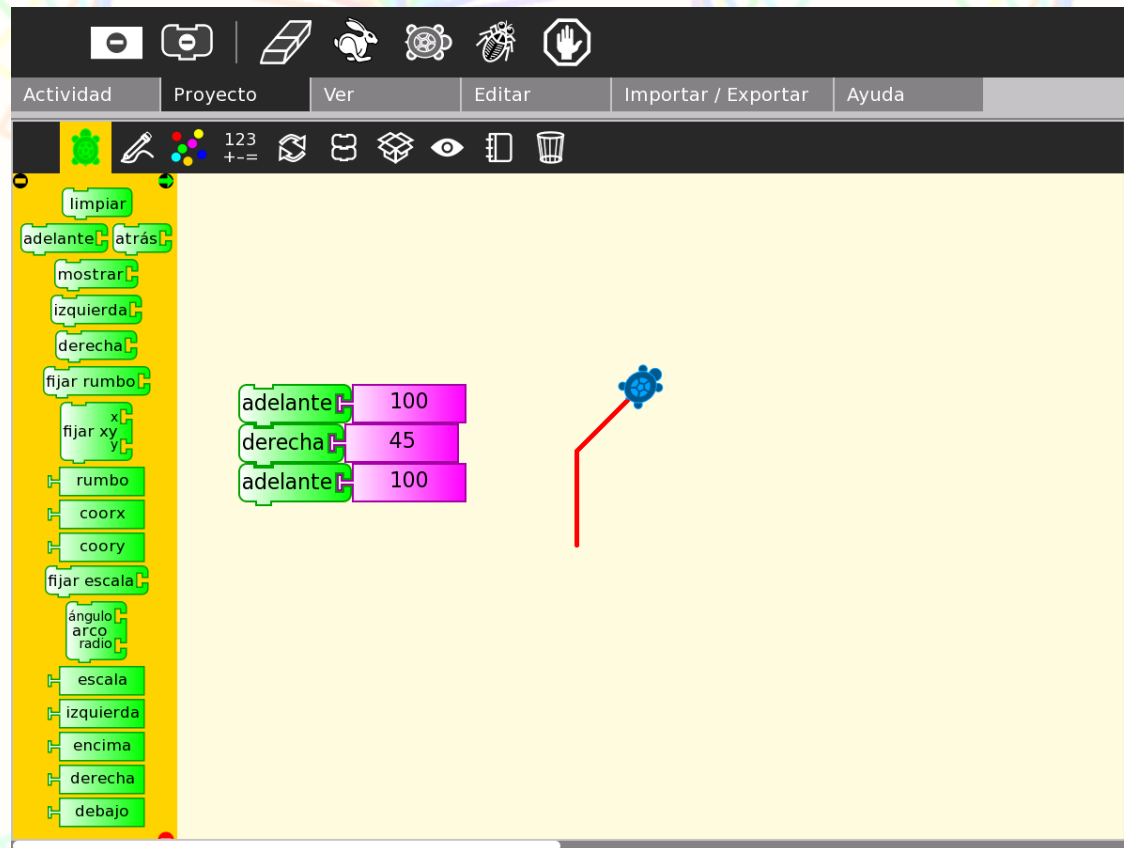 Actividad
Proyecto
Ver
Editar
Importar / Exportar
Ayuda
123
+-=
limpiar
adelante atrás
mostrar
izquierda
derecha
fijar rumbo
x
fijar xy
y
rumbo
coorx
coory
fijar escala
ángulo
arco
radio
escala
izquierda
encima
derecha
debajo
adelante 100
derecha 45
adelante 100